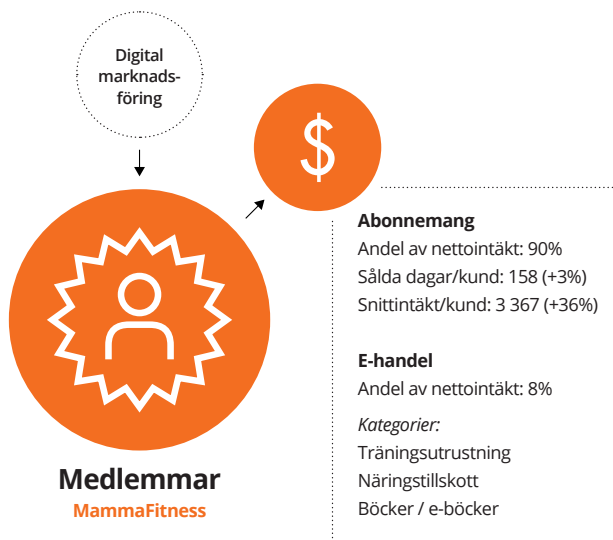 Digital
marknads-
föring
$
Abonnemang
Andel av nettointäkt: 90%
Sålda dagar/kund: 158 (+3%)
Snittintäkt/kund: 3 367 (+36%)
E-handel
Andel av nettointäkt: 8%
Kategorier:
Träningsutrustning
Näringstillskott
Böcker / e-böcker
Medlemmar
MammaFitness